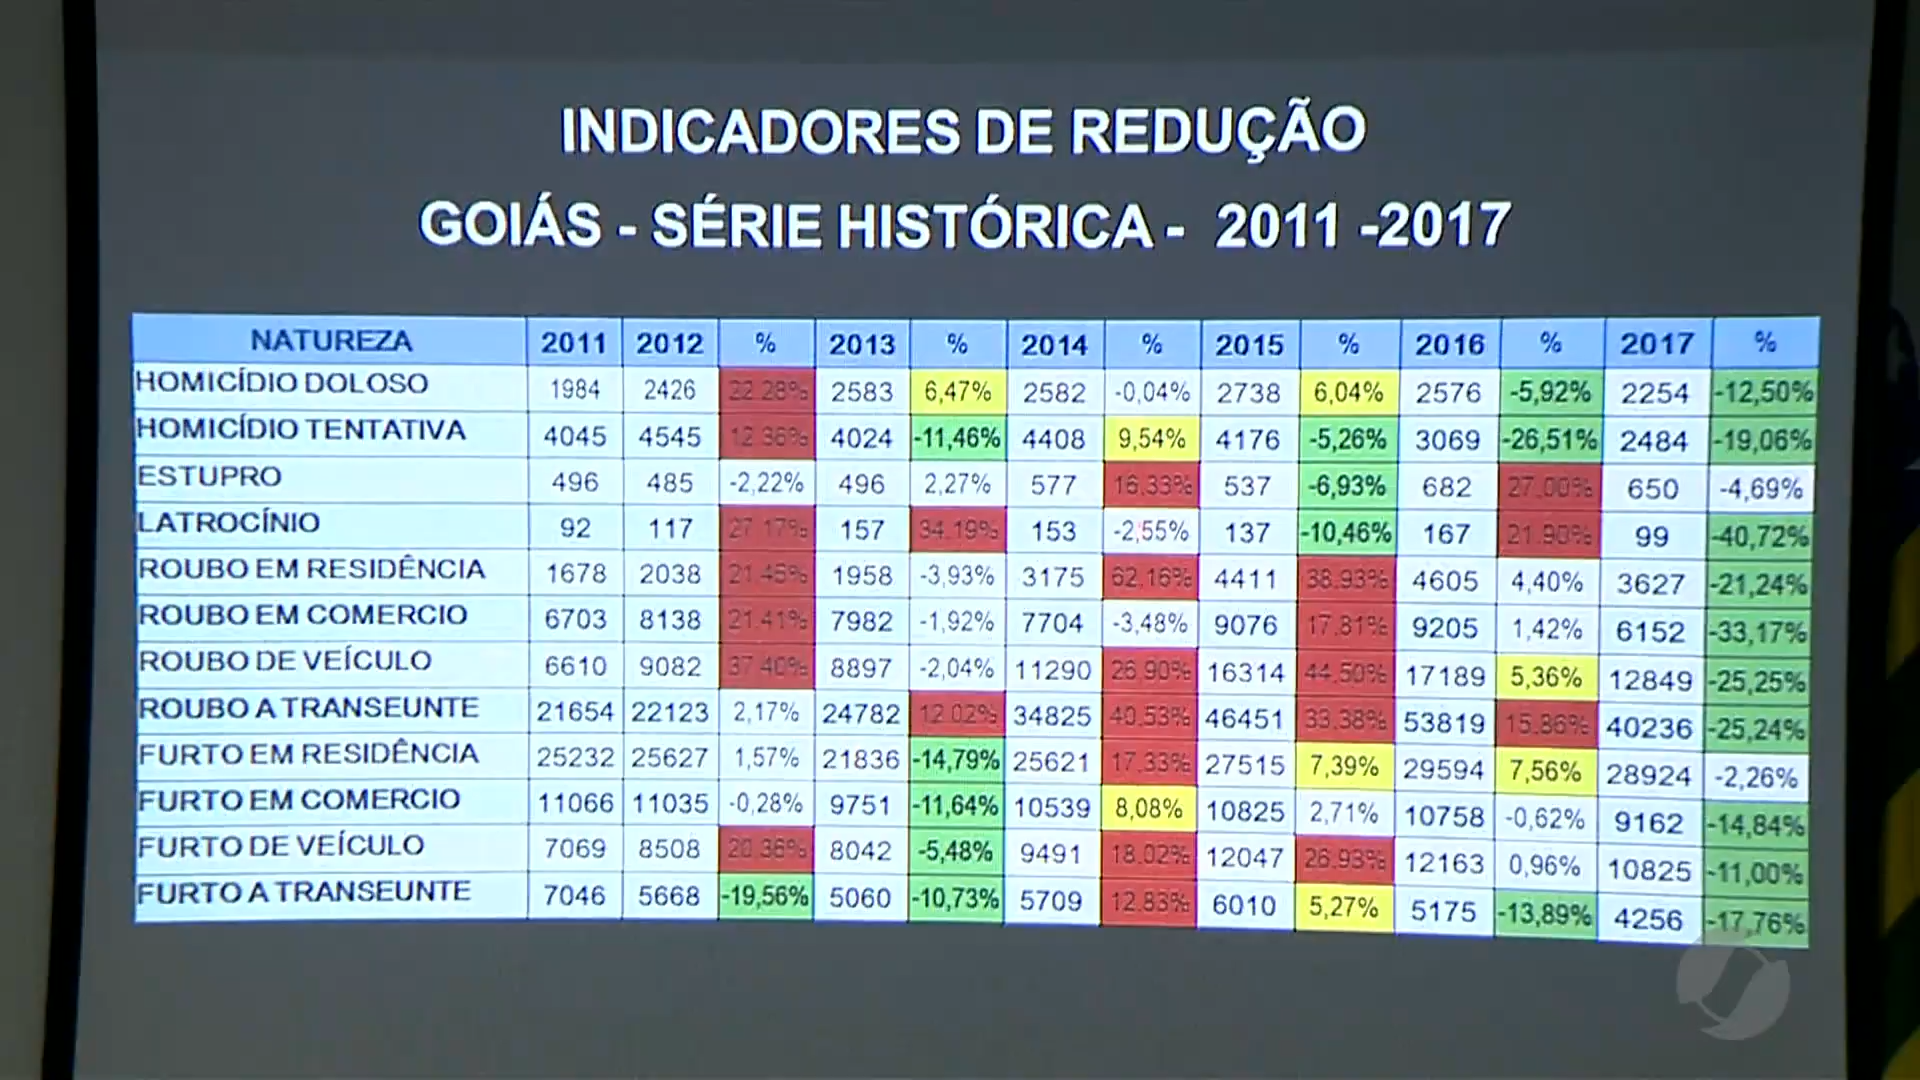 INDICADORES DE REDUÇÃO
GOIÁS - SÉRIE HISTÓRICA - 2011 -2017
NATUREZA 2011 2012 % 2013 % 2014 % 2015 % 2016 % 2017 %
HOMICÍDIO DOLOSO 1984 2426 22.28% 2583 6,47% 2582 -0,04% 2738 6,04% 2576 -5,92% 2254 -12,50%
HOMICÍDIO TENTATIVA 4045 4545 12.36% 4024 -11,46% 4408 9,54% 4176 -5,26% 3069 -26,51% 2484 -19,06%
ESTUPRO 496 485 -2,22% 496 2,27% 577 16.33% 537 -6,93% 682 27.00% 650 -4,69%
LATROCÍNIO 92 117 27.17% 157 34.19% 153 -2,55% 137 -10,46% 167 21.90% 99 -40,72%
ROUBO EM RESIDÊNCIA 1678 2038 21.45% 1958 -3,93% 3175 62.16% 4411 38.93% 4605 4,40% 3627 -21,24%
ROUBO EM COMERCIO 6703 8138 21.41% 7982 -1,92% 7704 -3,48% 9076 17.81% 9205 1,42% 6152 -33,17%
ROUBO DE VEÍCULO 6610 9082 37.40% 8897 -2,04% 11290 26.90% 16314 44.50% 17189 5,36% 12849 -25,25%
ROUBO A TRANSEUNTE 21654 22123 2,17% 24782 12.02% 34825 40.53% 46451 33.38% 53819 15.86% 40236 -25,24%
FURTO EM RESIDÊNCIA 25232 25627 1,57% 21836 -14,79% 25621 17.33% 27515 7,39% 29594 7,56% 28924 -2,26%
FURTO EM COMERCIO 11066 11035 -0,28% 9751 -11,64% 10539 8,08% 10825 2,71% 10758 -0,62% 9162 -14,84%
FURTO DE VEÍCULO 7069 8508 20.36% 8042 -5,48% 9491 18.02% 12047 26.93% 12163 0,96% 10825 -11,00%
FURTO A TRANSEUNTE 7046 5668 -19,56% 5060 -10,73% 5709 12.83% 6010 5,27% 5175 -13,89% 4256 -17,76%